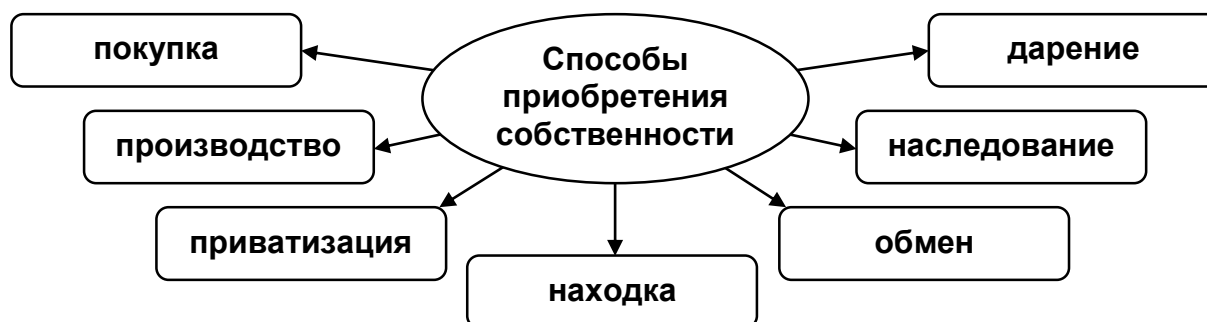 покупка
Способы
приобретения
собственности
дарение
производство
наследование
приватизация
обмен
находка